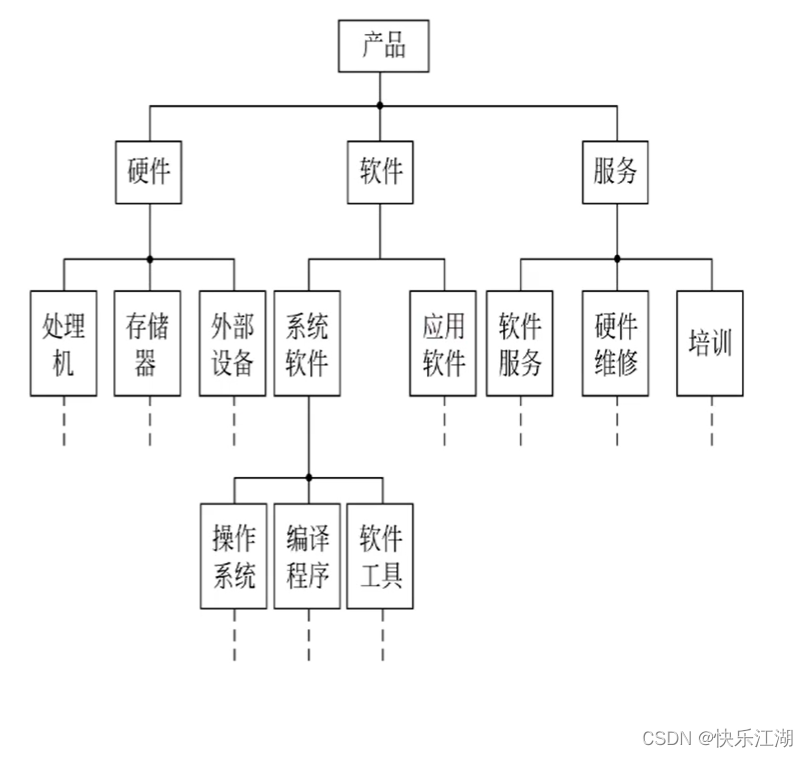 产品
硬件
软件
服务
处理
机
存储
器
外部
设备
系统
软件
应用
软件
软件
服务
硬件
维修
培训
操作
系统
编译
程序
软件
工具
CSDN @快乐江湖